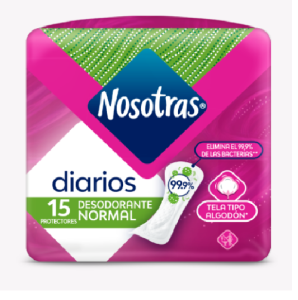 Nosotras®
ELIMINA EL 99,9%
DE LAS BACTERIAS**
diarios
99.9%
15 DESODORANTE
PROTECTORES NORMAL
TELA TIPO
ALGODÓN*